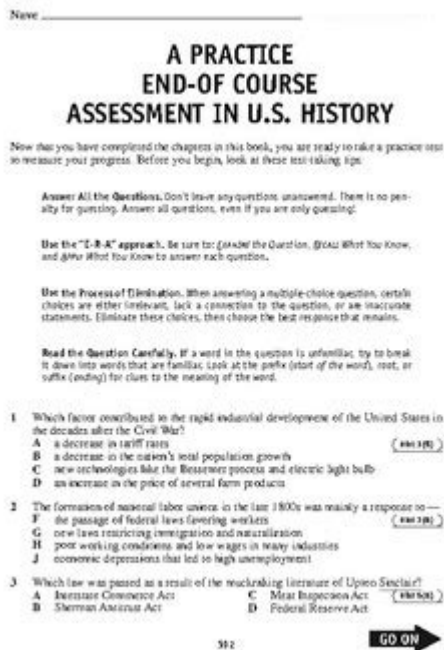 Name
A PRACTICE
END-OF COURSE
ASSESSMENT IN U.S. HISTORY
Now that you have completed the chapters in this book, you are ready to take a practice test
to measure your progress. Before you begin, look at these test-taking tips:
Answer All the Questions. Don't leave any questions unanswered. There is no pen-
alty for guessing. Answer all questions, even if you are only guessing!
Use the "E-R-A" approach. Be sure to: EXAMINE the Question, RECALL What You Know,
and APPLY What You Know to answer each question.
Use the Process of Elimination. When answering a multiple-choice question, certain
choices are either irrelevant, lack a connection to the question, or are inaccurate
statements. Eliminate these choices, then choose the best response that remains.
Read the Question Carefully. If a word in the question is unfamiliar, try to break
it down into words that are familiar. Look at the prefix (start of the word), root, or
suffix (ending) for clues to the meaning of the word.
1 Which factor contributed to the rapid industrial development of the United States in
the decades after the Civil War?
A a decrease in tariff rates
B a decrease in the nation's total population growth
C new technologies like the Bessemer process and electric light bulb
D an increase in the price of several farm products
2 The formation of national labor unions in the late 1800s was mainly a response to —
F the passage of federal laws favoring workers
G new laws restricting immigration and naturalization
H poor working conditions and low wages in many industries
J economic depressions that led to high unemployment
3 Which law was passed as a result of the muckraking literature of Upton Sinclair?
A Interstate Commerce Act C Meat Inspection Act
B Sherman Antitrust Act D Federal Reserve Act
302
GO ON